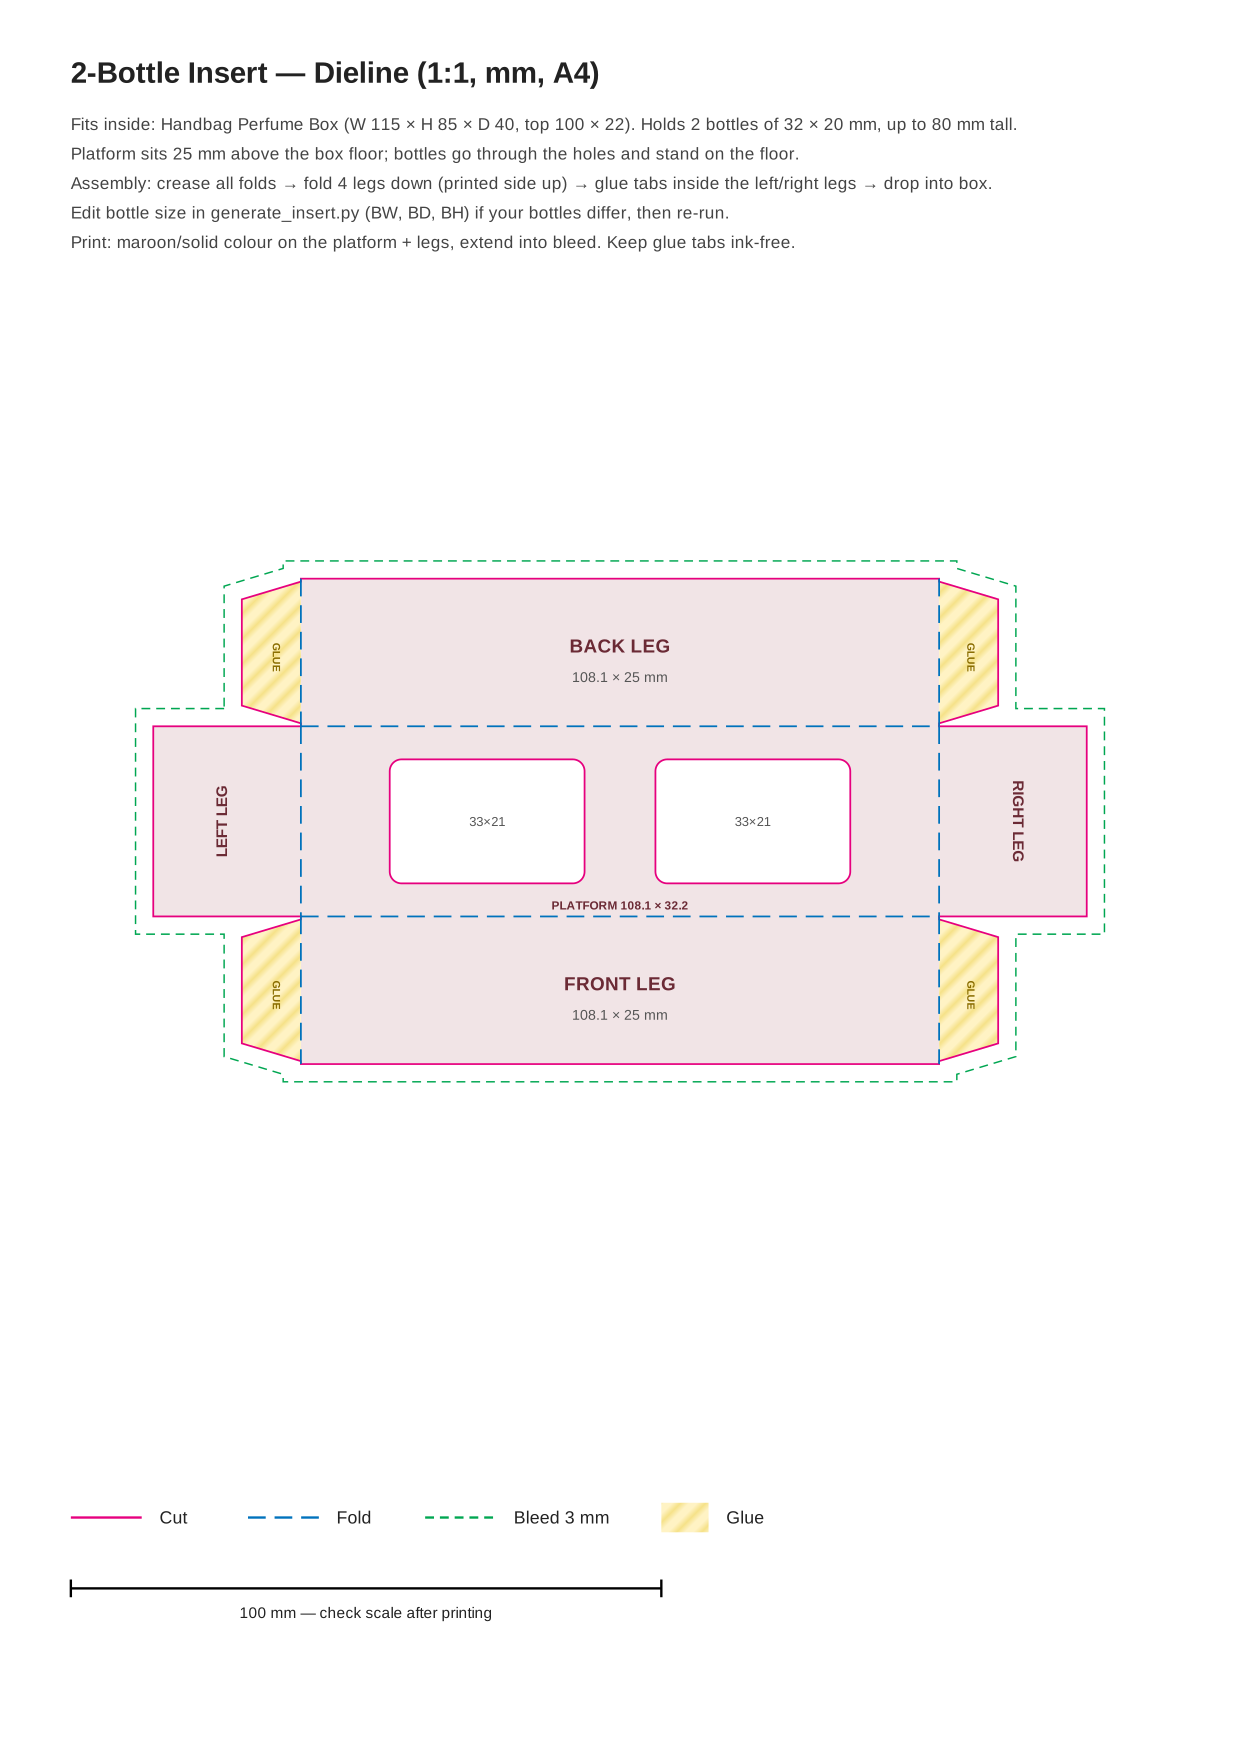 2-Bottle Insert — Dieline (1:1, mm, A4)
Fits inside: Handbag Perfume Box (W 115 × H 85 × D 40, top 100 × 22). Holds 2 bottles of 32 × 20 mm, up to 80 mm tall.
Platform sits 25 mm above the box floor; bottles go through the holes and stand on the floor.
Assembly: crease all folds → fold 4 legs down (printed side up) → glue tabs inside the left/right legs → drop into box.
Edit bottle size in generate_insert.py (BW, BD, BH) if your bottles differ, then re-run.
Print: maroon/solid colour on the platform + legs, extend into bleed. Keep glue tabs ink-free.
GLUE
BACK LEG
108.1 × 25 mm
GLUE
LEFT LEG
33×21
33×21
RIGHT LEG
PLATFORM 108.1 × 32.2
GLUE
FRONT LEG
108.1 × 25 mm
GLUE
Cut
Fold
Bleed 3 mm
Glue
100 mm — check scale after printing